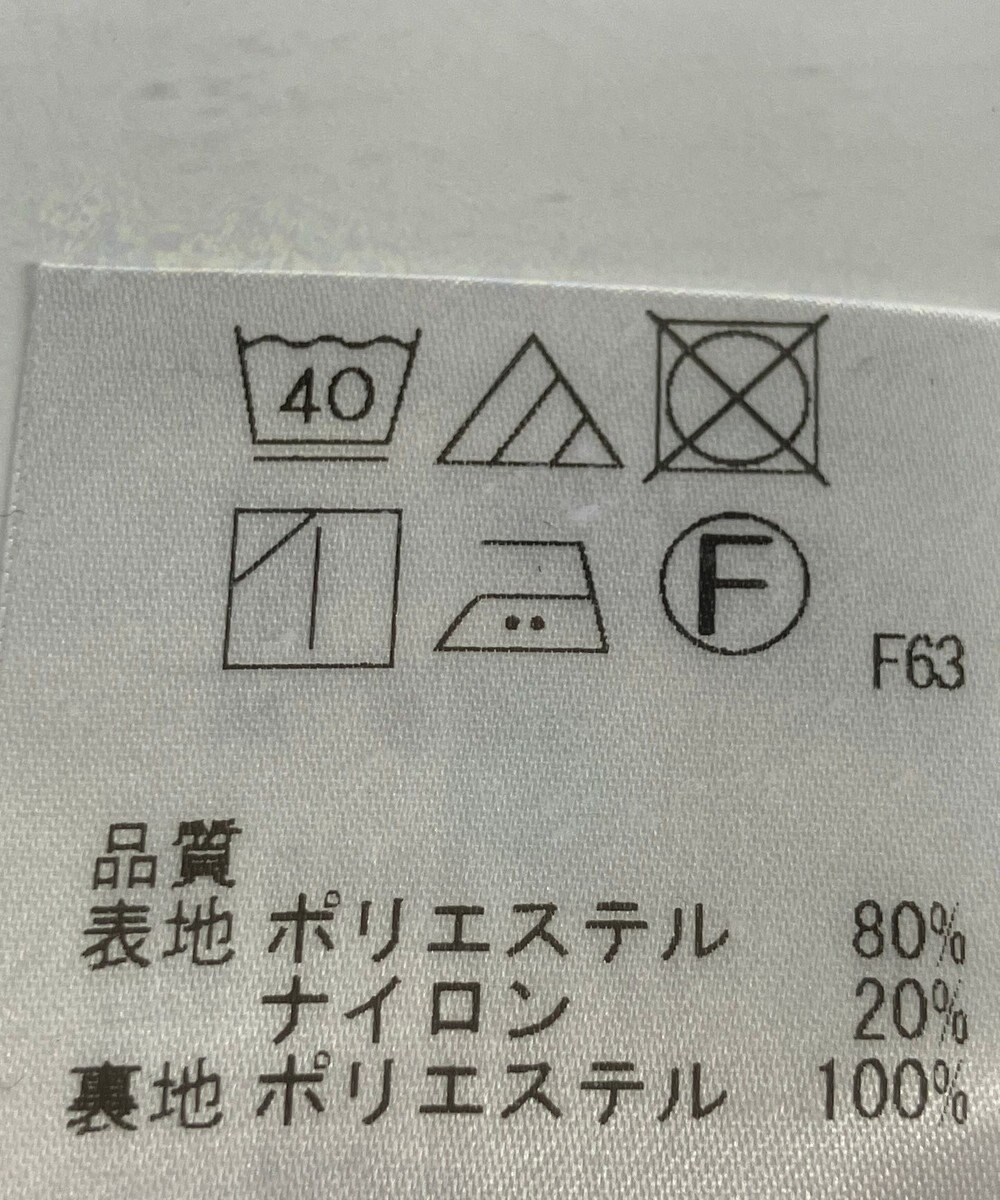 40
F
F63
品質
表地 ポリエステル 80%
ナイロン 20%
裏地 ポリエステル 100%